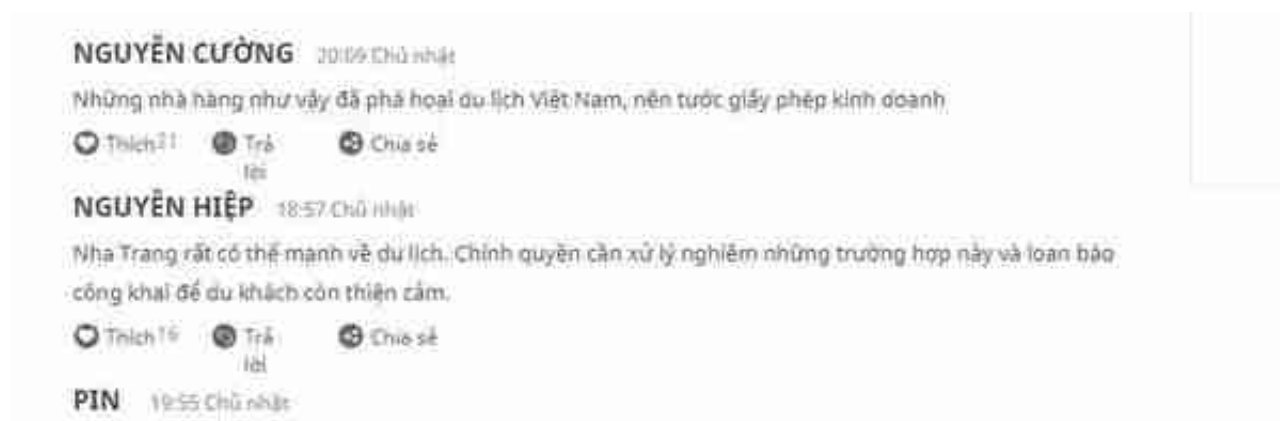 NGUYỄN CƯỜNG 20:09 Chủ nhật
Những nhà hàng như vậy đã phá hoại du lịch Việt Nam, nên tước giấy phép kinh doanh
Thích 21 Trả lời Chia sẻ
NGUYỄN HIỆP 18:57 Chủ nhật
Nha Trang rất có thế mạnh về du lịch. Chính quyền cần xử lý nghiêm những trường hợp này và loan báo
công khai để du khách còn thiện cảm.
Thích 16 Trả lời Chia sẻ
PIN 19:55 Chủ nhật